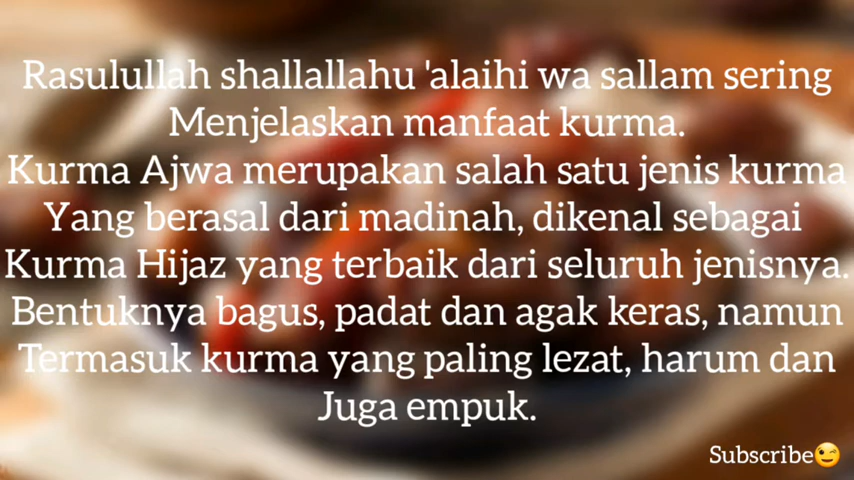 Rasulullah shallallahu 'alaihi wa sallam sering
Menjelaskan manfaat kurma.
Kurma Ajwa merupakan salah satu jenis kurma
Yang berasal dari madinah, dikenal sebagai
Kurma Hijaz yang terbaik dari seluruh jenisnya.
Bentuknya bagus, padat dan agak keras, namun
Termasuk kurma yang paling lezat, harum dan
Juga empuk.
Subscribe😉